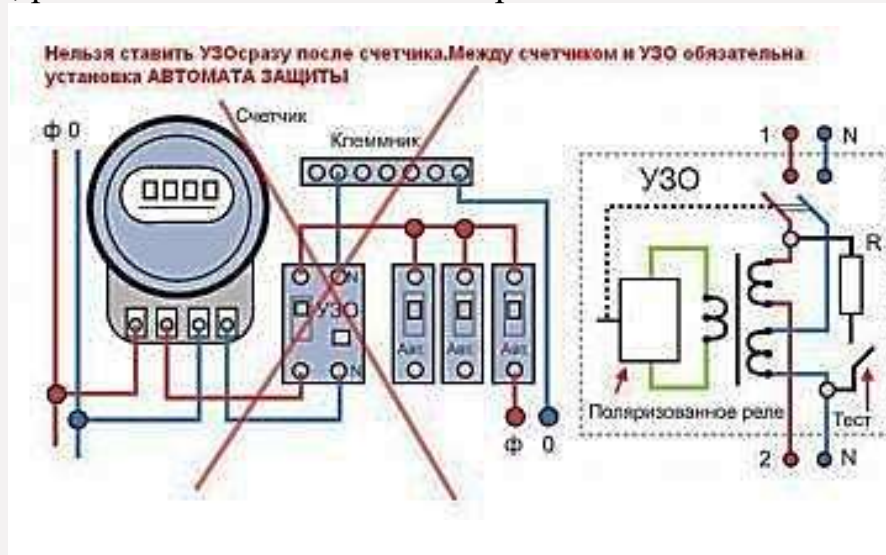 Нельзя ставить УЗОсразу после счетчика.Между счетчиком и УЗО обязательна
установка АВТОМАТА ЗАЩИТЫ
ф 0
Счетчик
Клеммник
N
УЗО
N
Авт.
Авт.
Авт.
ф 0
1
N
УЗО
R
Поляризованное реле
Тест
2
N